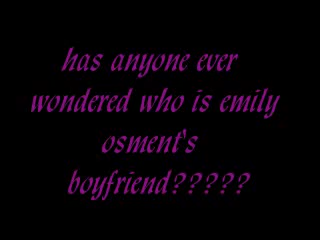 has anyone ever
wondered who is emily
osment's
boyfriend?????